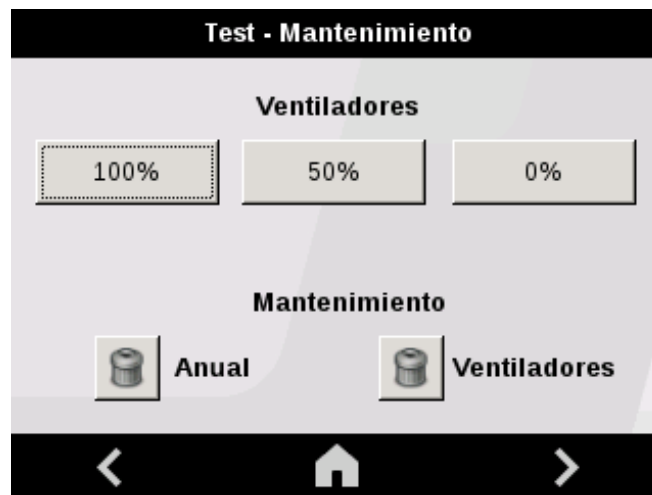 Test - Mantenimiento
Ventiladores
100% 50% 0%
Mantenimiento
Anual Ventiladores